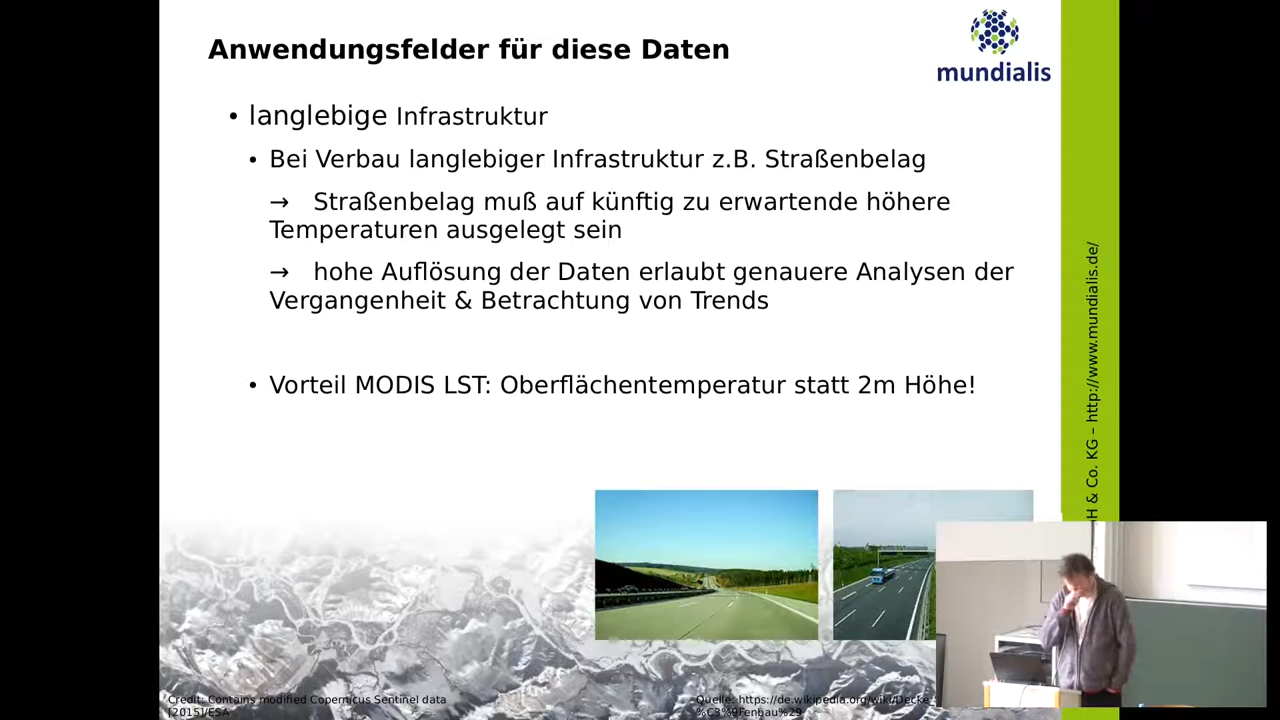 Anwendungsfelder für diese Daten
mundialis
• langlebige Infrastruktur
• Bei Verbau langlebiger Infrastruktur z.B. Straßenbelag
→ Straßenbelag muß auf künftig zu erwartende höhere
Temperaturen ausgelegt sein
→ hohe Auflösung der Daten erlaubt genauere Analysen der
Vergangenheit & Betrachtung von Trends
• Vorteil MODIS LST: Oberflächentemperatur statt 2m Höhe!
H & Co. KG – http://www.mundialis.de/
Credit: Contains modified Copernicus Sentinel data
[2015]/ESA
Quelle: https://de.wikipedia.org/wiki/Decke
%C3%9Fenbau%29